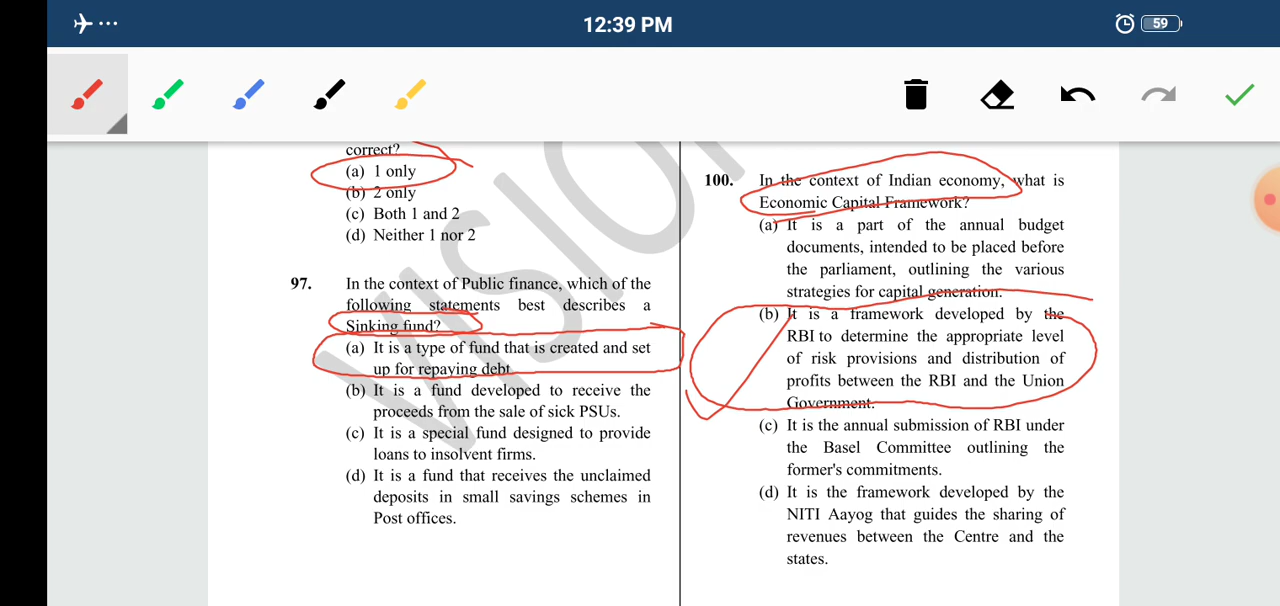 12:39 PM
59
correct?
(a) 1 only
(b) 2 only
(c) Both 1 and 2
(d) Neither 1 nor 2
97. In the context of Public finance, which of the
following statements best describes a
Sinking fund?
(a) It is a type of fund that is created and set
up for repaying debt.
(b) It is a fund developed to receive the
proceeds from the sale of sick PSUs.
(c) It is a special fund designed to provide
loans to insolvent firms.
(d) It is a fund that receives the unclaimed
deposits in small savings schemes in
Post offices.
100. In the context of Indian economy, what is
Economic Capital Framework?
(a) It is a part of the annual budget
documents, intended to be placed before
the parliament, outlining the various
strategies for capital generation.
(b) It is a framework developed by the
RBI to determine the appropriate level
of risk provisions and distribution of
profits between the RBI and the Union
Government.
(c) It is the annual submission of RBI under
the Basel Committee outlining the
former's commitments.
(d) It is the framework developed by the
NITI Aayog that guides the sharing of
revenues between the Centre and the
states.
VISION